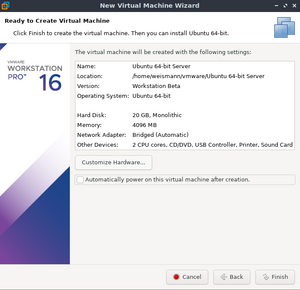 New Virtual Machine Wizard
Ready to Create Virtual Machine
Click Finish to create the virtual machine. Then you can install Ubuntu 64-bit.
VMWARE
WORKSTATION
PRO™ 16
The virtual machine will be created with the following settings:
Name: Ubuntu 64-bit Server
Location: /home/weismann/vmware/Ubuntu 64-bit Server
Version: Workstation Beta
Operating System: Ubuntu 64-bit
Hard Disk: 20 GB, Monolithic
Memory: 4096 MB
Network Adapter: Bridged (Automatic)
Other Devices: 2 CPU cores, CD/DVD, USB Controller, Printer, Sound Card
Customize Hardware...
Automatically power on this virtual machine after creation.
Cancel Back Finish